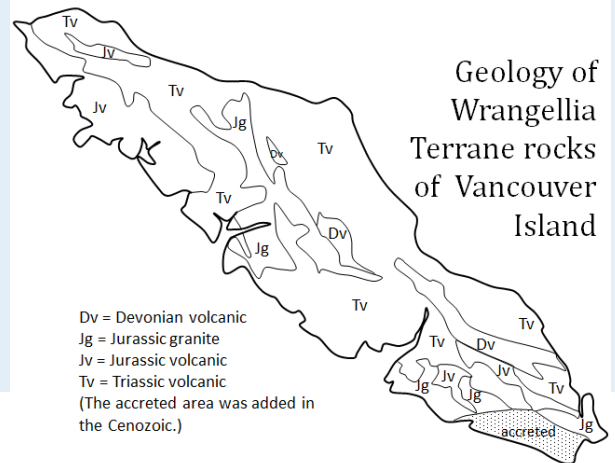 Geology of
Wrangellia
Terrane rocks
of Vancouver
Island
Tv
Jv
Tv
Jv
Jg
Dv
Tv
Tv
Jg
Dv
Tv
Tv
Tv
Dv
Jv
Jg
Jv
Jg
Tv
Jg
accreted
Dv = Devonian volcanic
Jg = Jurassic granite
Jv = Jurassic volcanic
Tv = Triassic volcanic
(The accreted area was added in
the Cenozoic.)